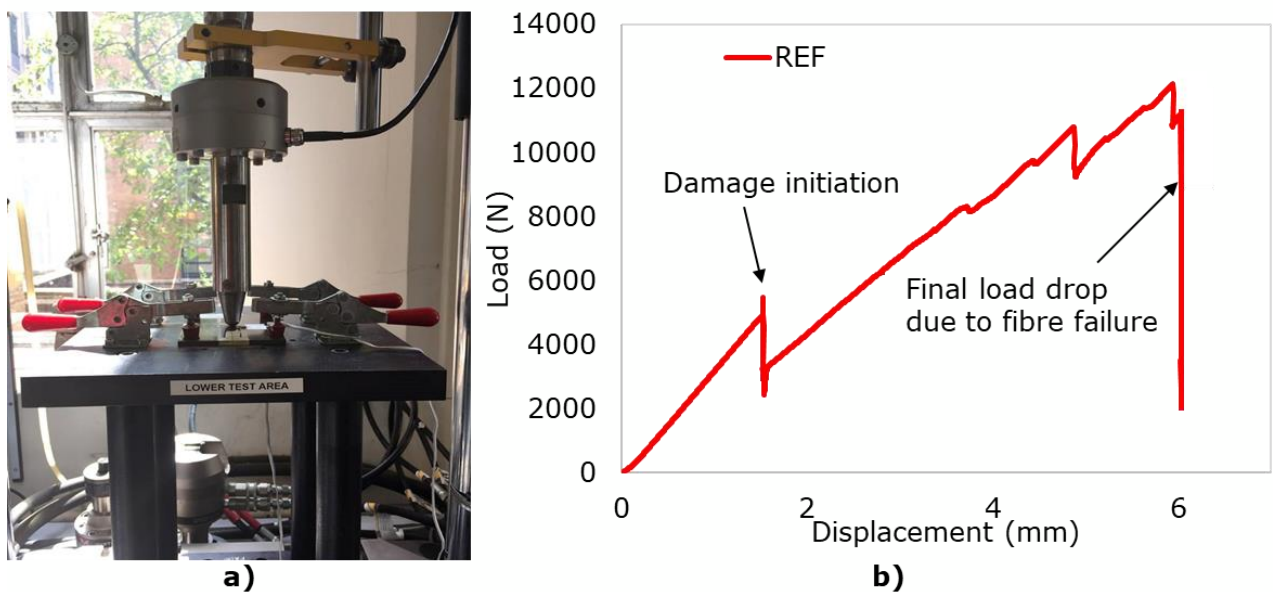 LOWER TEST AREA
a)
14000
12000
10000
8000
6000
4000
2000
0
Load (N)
REF
Damage initiation
Final load drop
due to fibre failure
0 2 4 6
Displacement (mm)
b)